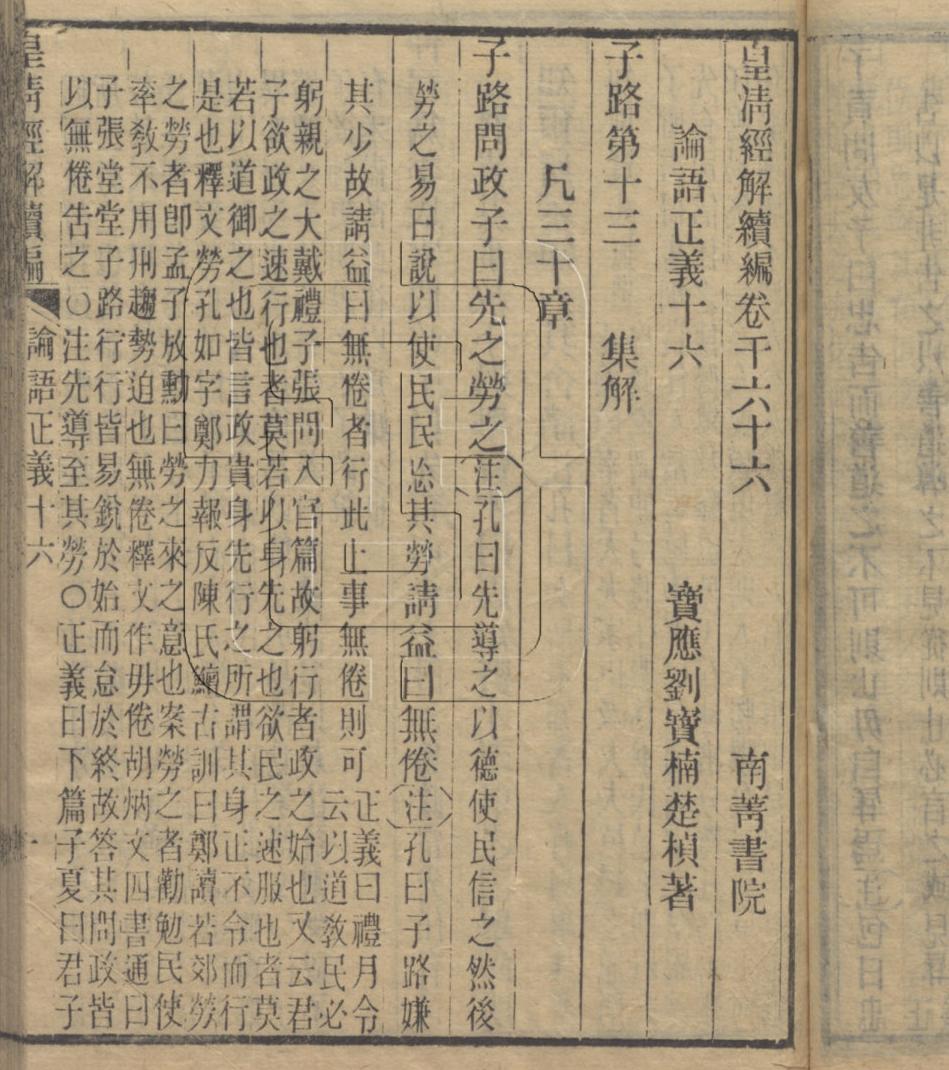 皇淸經解續編卷千六十六　南菁書院
論語正義十六　寶應劉寶楠楚楨著
子路第十三　集解
凡三十章
子路問政子曰先之勞之注孔曰先導之以德使民信之然後
勞之易曰說以使民民忘其勞請益曰無倦注孔曰子路嫌
其少故請益曰無倦者行此上事無倦則可
正義曰禮月令
云以道敎民必
躬親之大戴禮子張問入官篇故躬行者政之始也又云君
子欲政之速行也者莫若以身先之也欲民之速服也者莫
若以道御之也皆言政貴身先行之所謂其身正不令而行
是也釋文勞孔如字鄭力報反陳氏鱣古訓曰鄭讀若郊勞
之勞者卽孟子放勳曰勞之來之意也案勞之者勸勉民使
率敎不用刑趨勢迫也無倦釋文作毋倦胡炳文四書通曰
子張堂堂子路行行皆易銳於始而怠於終故答其問政皆
以無倦告之○注先導至其勞○正義曰下篇子夏曰君子
皇淸經解續編　論語正義十六　一